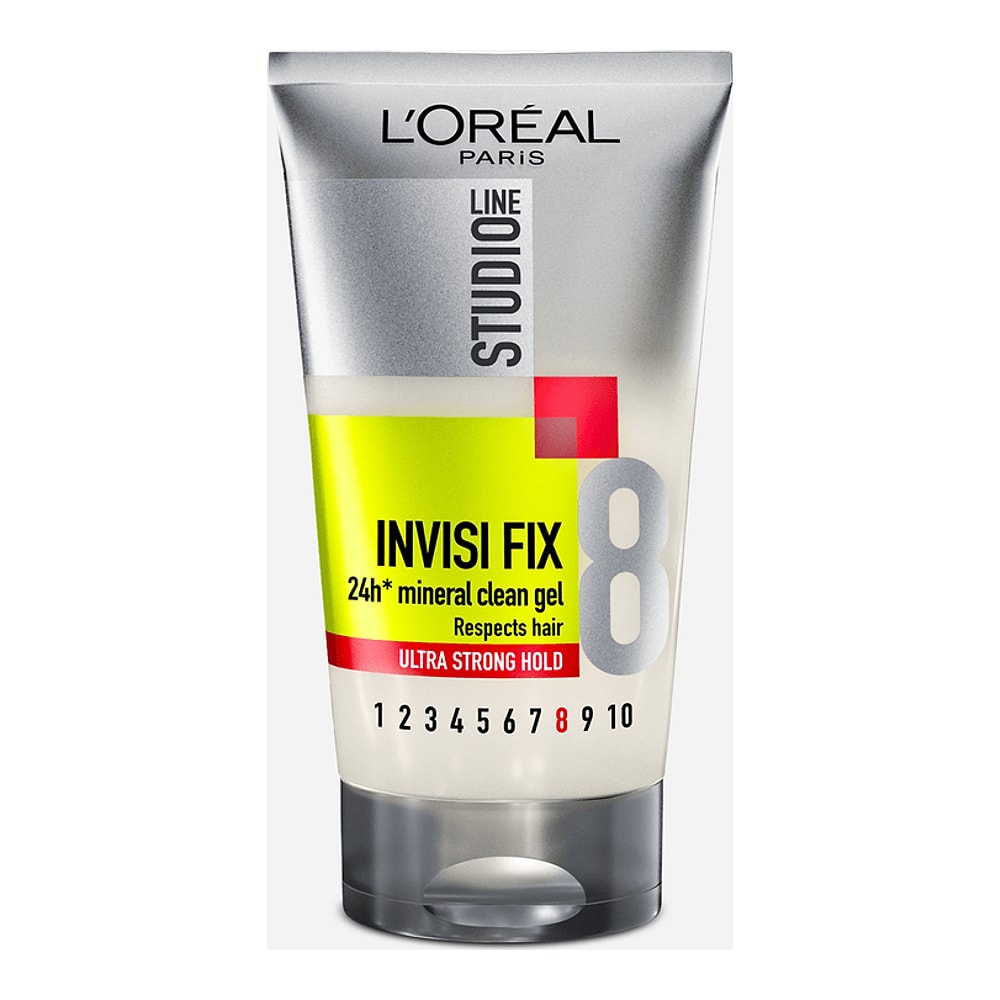 L'ORÉAL
PARiS
STUDIO LINE
8
INVISI FIX
24h* mineral clean gel
Respects hair
ULTRA STRONG HOLD
1 2 3 4 5 6 7 8 9 10